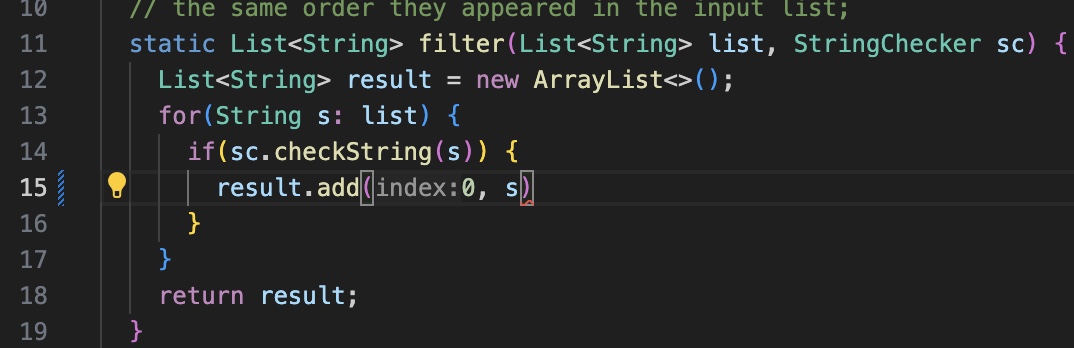 10 // the same order they appeared in the input list;
11 static List<String> filter(List<String> list, StringChecker sc) {
12 List<String> result = new ArrayList<>();
13 for(String s: list) {
14 if(sc.checkString(s)) {
15 result.add(index:0, s)
16 }
17 }
18 return result;
19 }